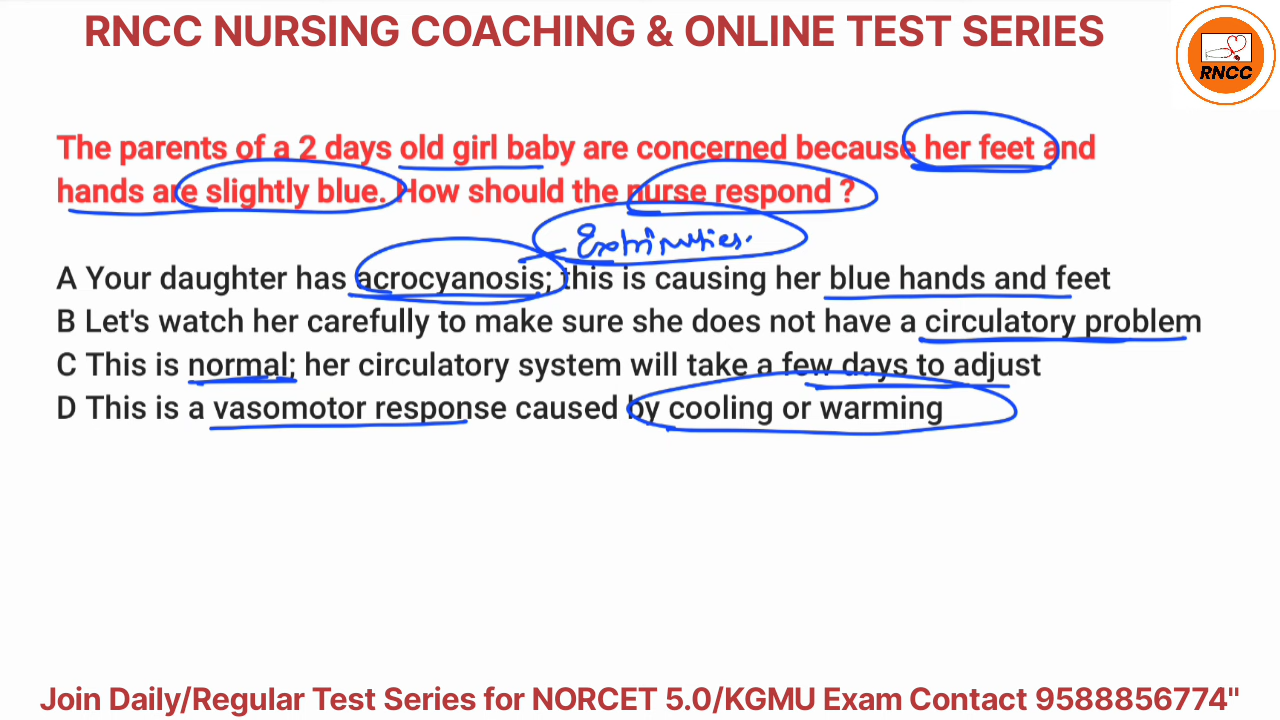 RNCC NURSING COACHING & ONLINE TEST SERIES
RNCC
The parents of a 2 days old girl baby are concerned because her feet and
hands are slightly blue. How should the nurse respond ?
A Your daughter has acrocyanosis; this is causing her blue hands and feet
B Let's watch her carefully to make sure she does not have a circulatory problem
C This is normal; her circulatory system will take a few days to adjust
D This is a vasomotor response caused by cooling or warming
Join Daily/Regular Test Series for NORCET 5.0/KGMU Exam Contact 9588856774"